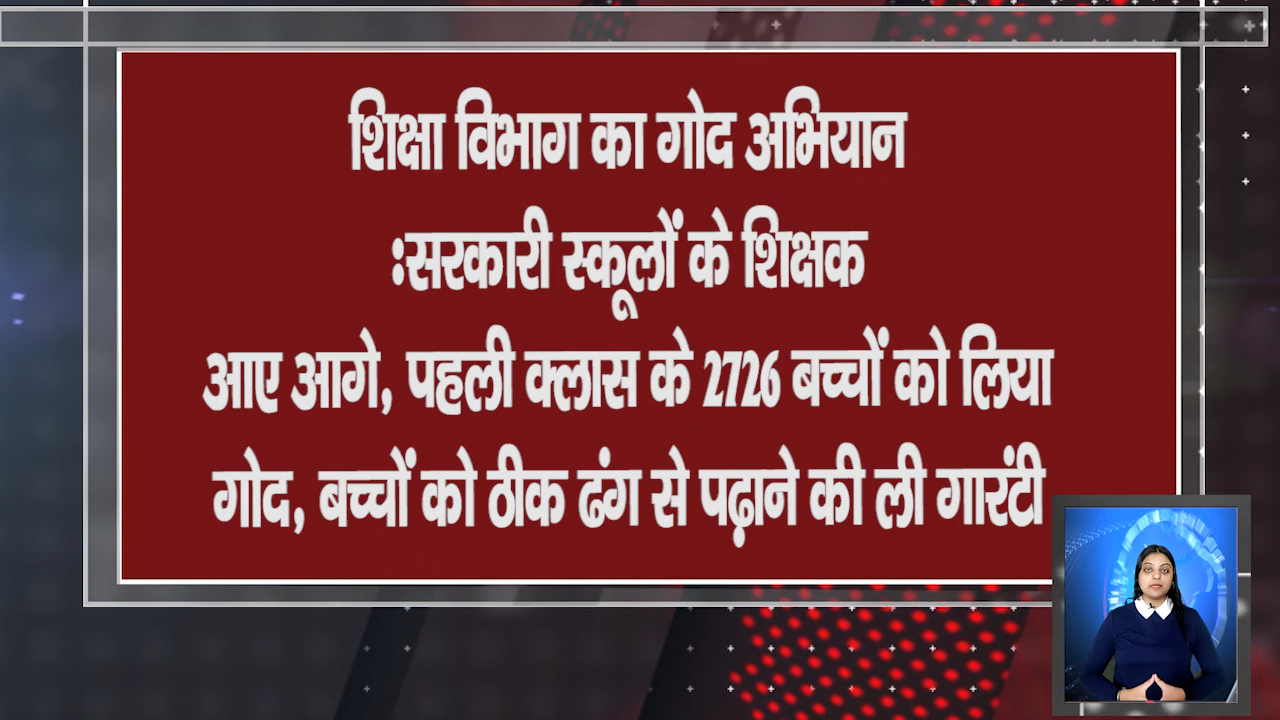 शिक्षा विभाग का गोद अभियान
:सरकारी स्कूलों के शिक्षक
आए आगे, पहली क्लास के 2726 बच्चों को लिया
गोद, बच्चों को ठीक ढंग से पढ़ाने की ली गारंटी